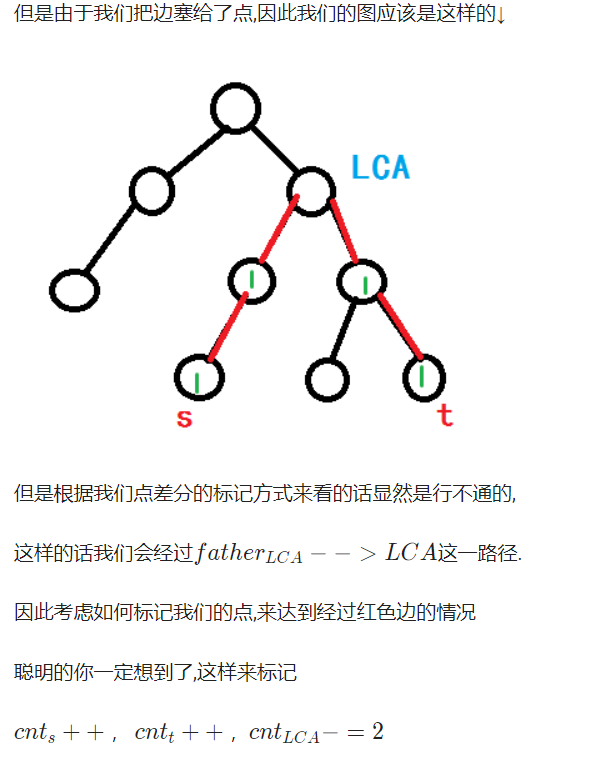 但是由于我们把边塞给了点,因此我们的图应该是这样的↓
LCA
s
t
但是根据我们点差分的标记方式来看的话显然是行不通的,
这样的话我们会经过father_{LCA} --> LCA这一路径.
因此考虑如何标记我们的点,来达到经过红色边的情况
聪明的你一定想到了,这样来标记
cnt_s++, cnt_t++, cnt_{LCA}-=2